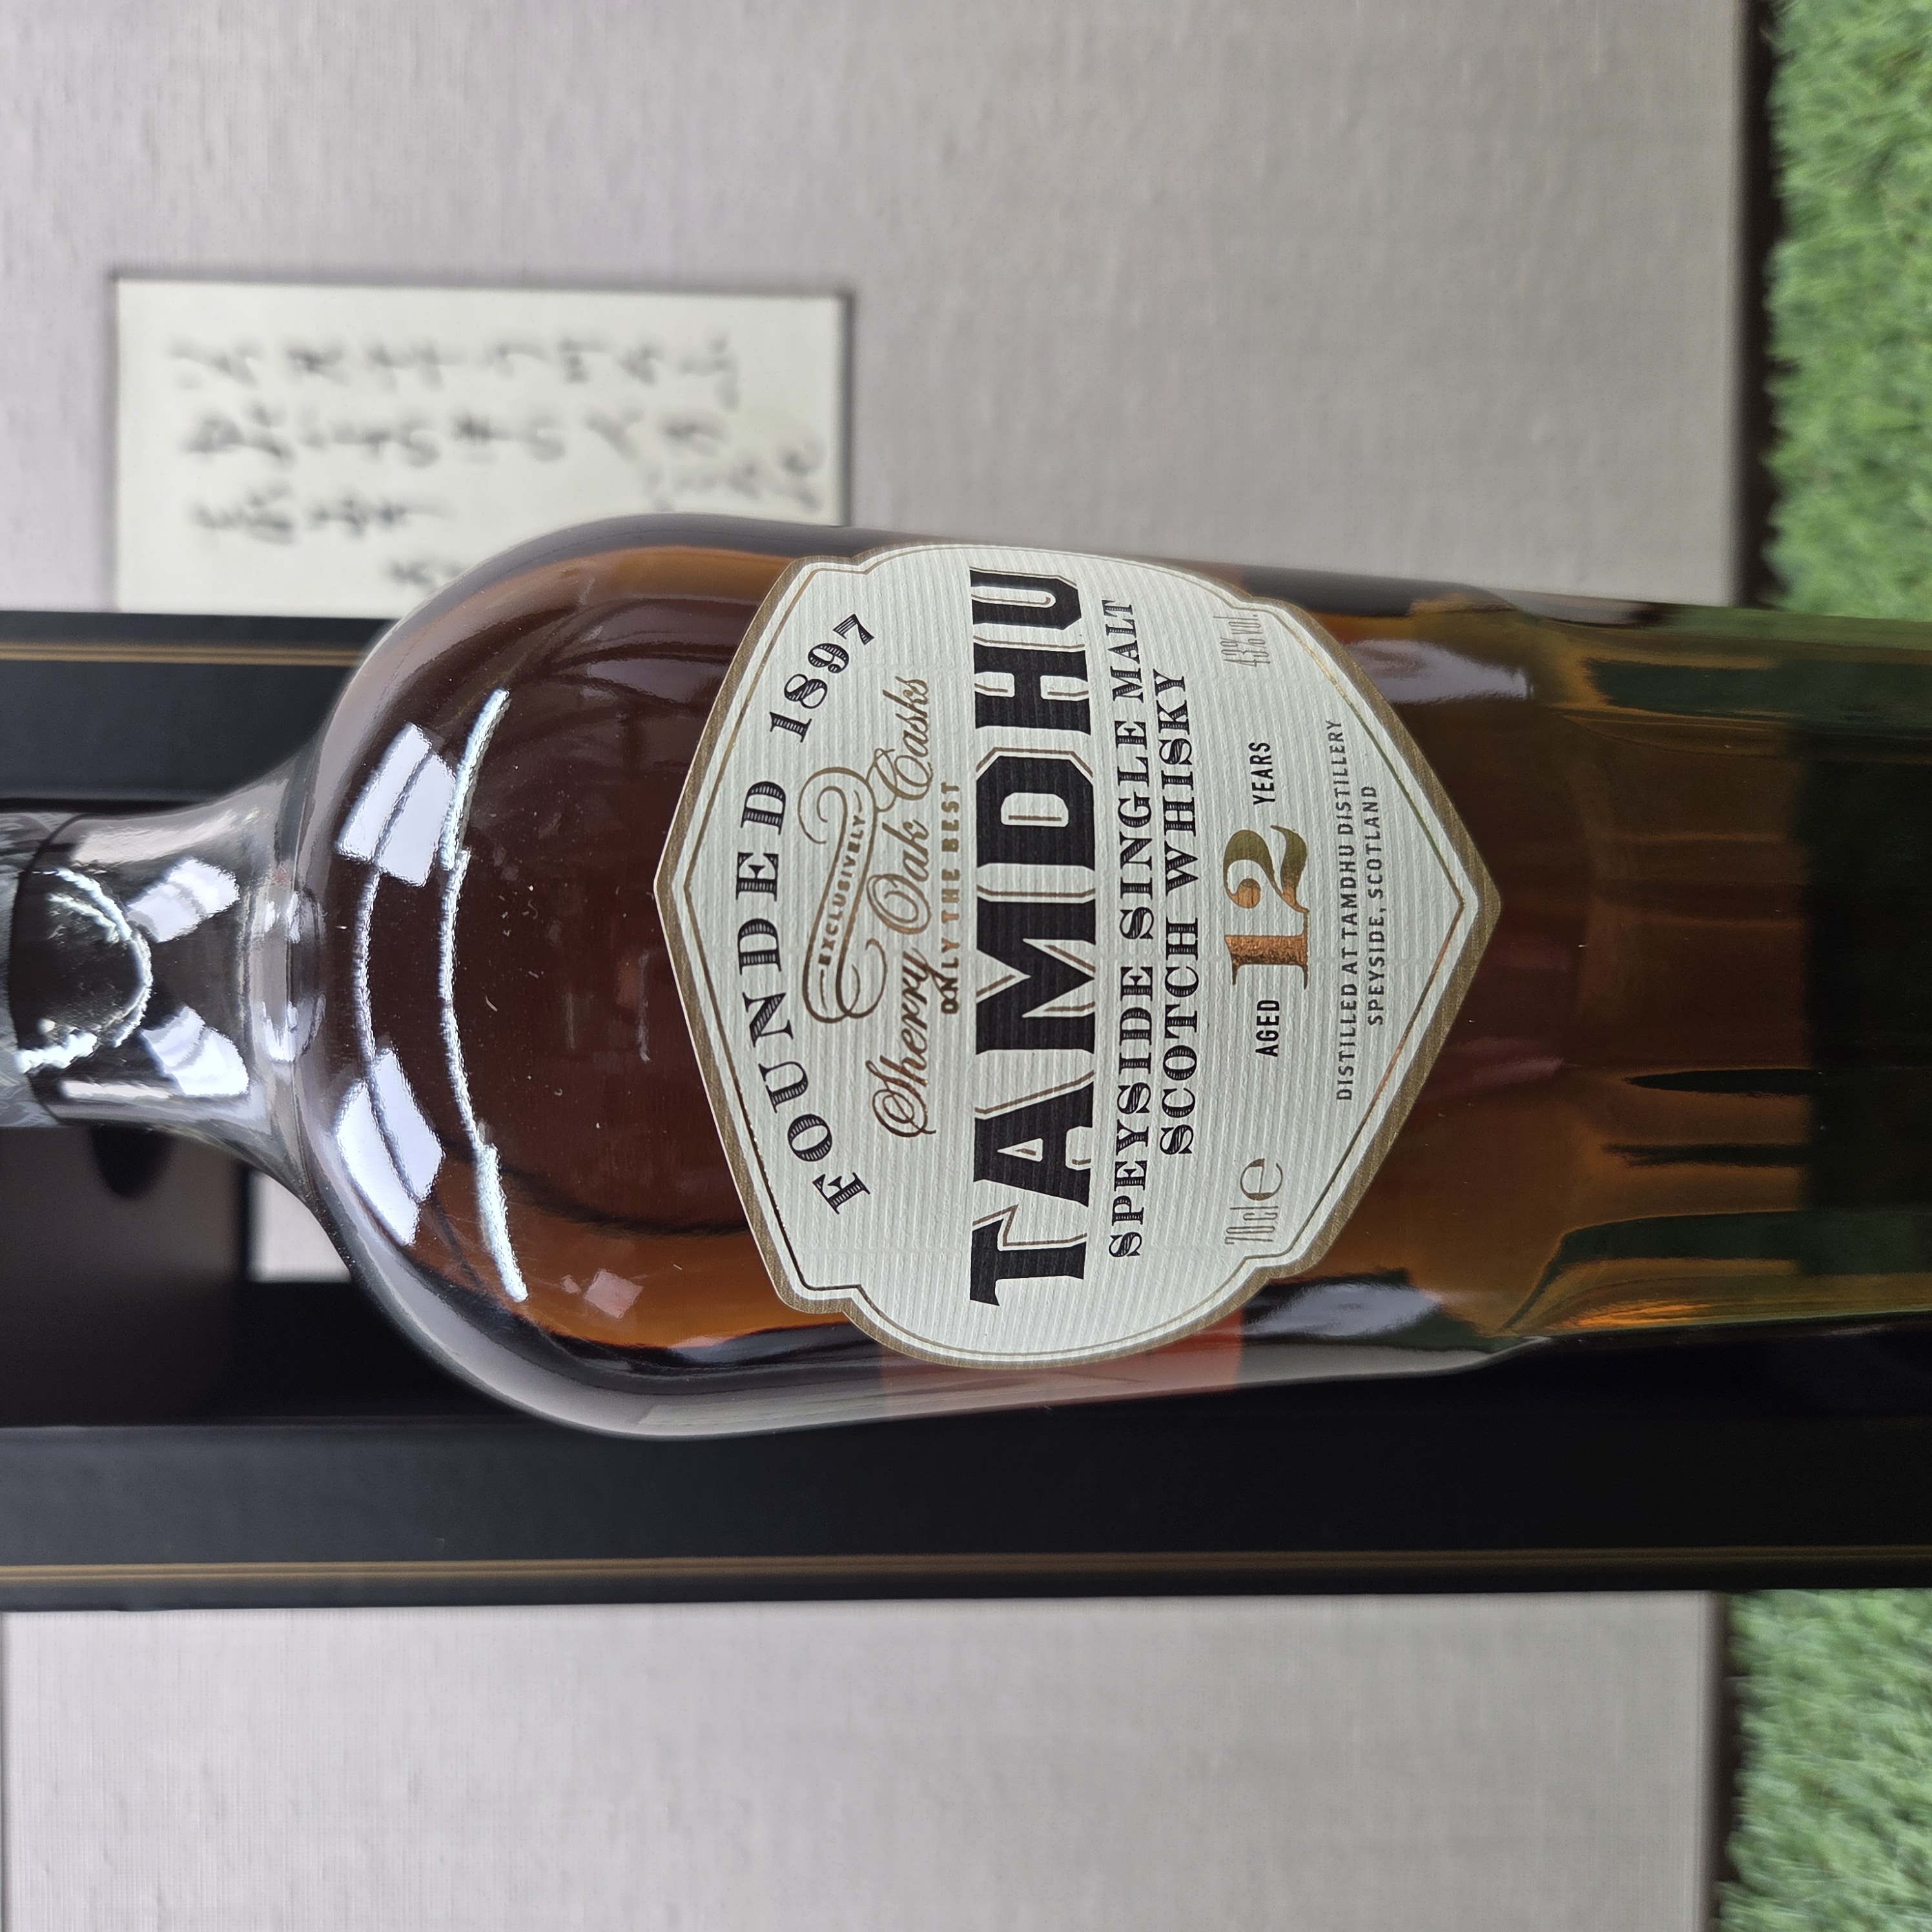 FOUNDED 1897
EXCLUSIVELY
Sherry Oak Casks
ONLY THE BEST
TAMDHU
SPEYSIDE SINGLE MALT
SCOTCH WHISKY
70cl e
AGED 12 YEARS
43% vol.
DISTILLED AT TAMDHU DISTILLERY
SPEYSIDE, SCOTLAND